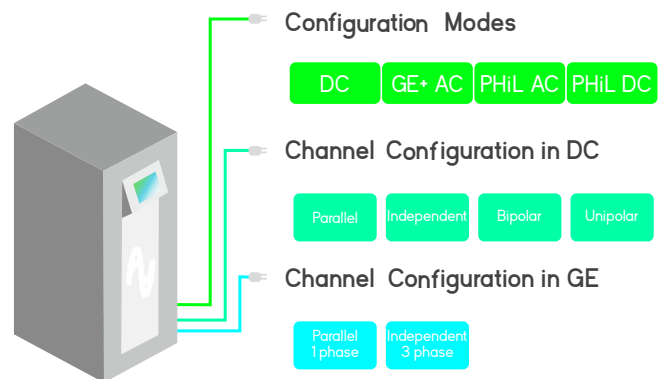 Configuration Modes
DC GE+ AC PHiL AC PHiL DC
Channel Configuration in DC
Parallel Independent Bipolar Unipolar
Channel Configuration in GE
Parallel Independent
1 phase 3 phase